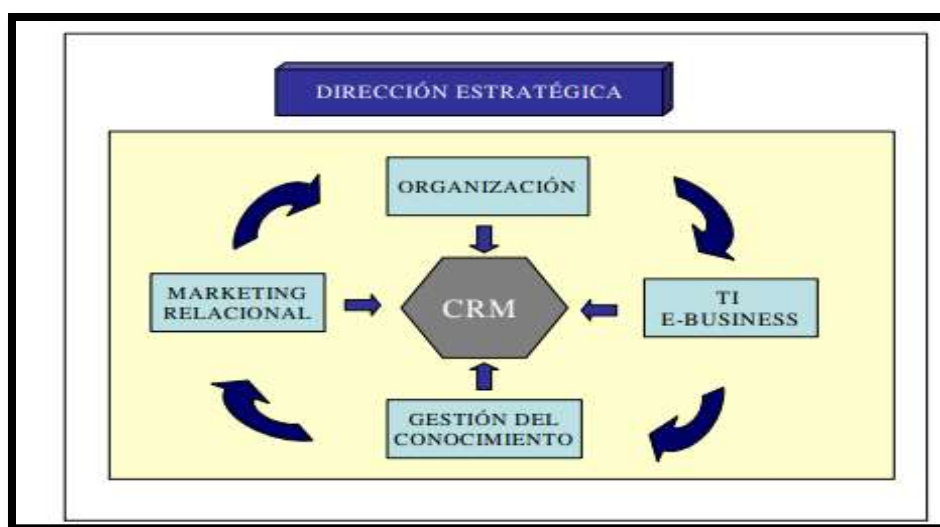 DIRECCIÓN ESTRATÉGICA
ORGANIZACIÓN
MARKETING
RELACIONAL
CRM
TI
E-BUSINESS
GESTIÓN DEL
CONOCIMIENTO